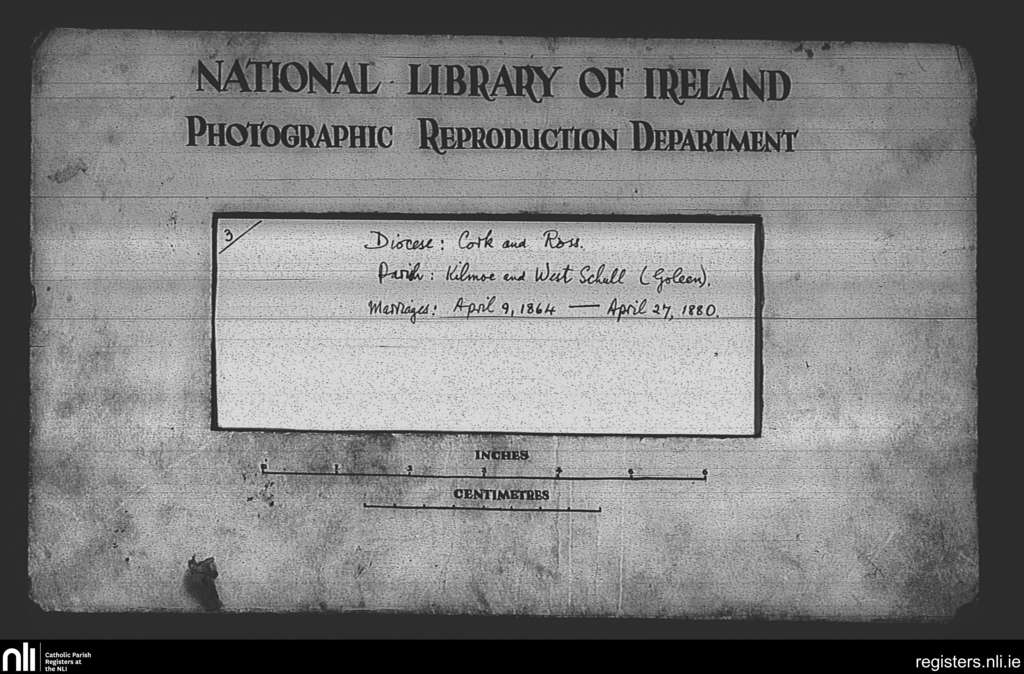 NATIONAL LIBRARY OF IRELAND
PHOTOGRAPHIC REPRODUCTION DEPARTMENT
3
Diocese: Cork and Ross.
Parish: Kilmoe and West Schull (Goleen).
Marriages: April 9, 1864 — April 27, 1880.
INCHES
CENTIMETRES
nli
Catholic Parish
Registers at
the NLI
registers.nli.ie